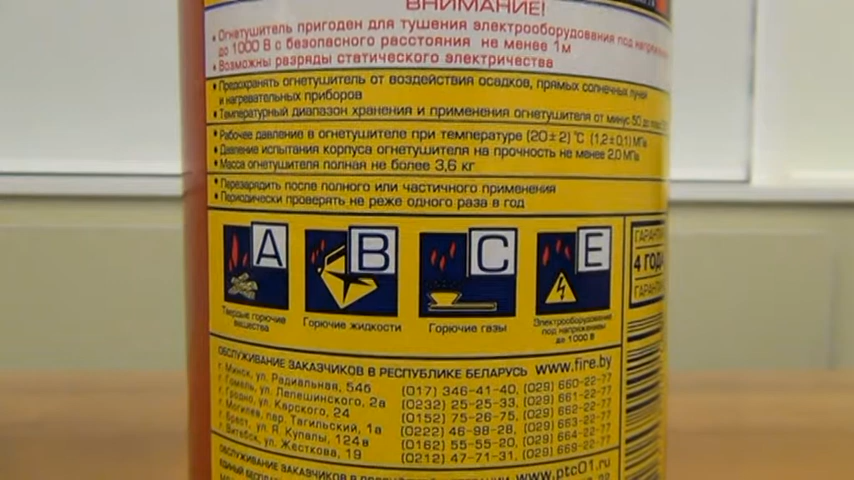 ВНИМАНИЕ!
• Огнетушитель пригоден для тушения электрооборудования под
до 1000 В с безопасного расстояния не менее 1м
• Возможны разряды статического электричества
• Предохранять огнетушитель от воздействия осадков, прямых солнечных лучей
и нагревательных приборов
• Температурный диапазон хранения и применения огнетушителя от минус 50 до
• Рабочее давление в огнетушителе при температуре (20±2)°С (1,2±0,1) МПа
• Давление испытания корпуса огнетушителя на прочность не менее 2,0 МПа
• Масса огнетушителя полная не более 3,6 кг
• Перезарядить после полного или частичного применения
• Периодически проверять не реже одного раза в год
A B C E
Твердые горючие
вещества
Горючие жидкости
Горючие газы
Электрооборудование
под напряжением
до 1000 В
ГАРАНТИЯ
4 ГОДА
ГАРАНТИЯ
ОБСЛУЖИВАНИЕ ЗАКАЗЧИКОВ В РЕСПУБЛИКЕ БЕЛАРУСЬ www.fire.by
г. Минск, ул. Радиальная, 54б (017) 346-41-40, (029) 660-22-77
г. Гомель, ул. Лепешинского, 2а (0232) 25-25-33, (029) 661-22-77
г. Гродно, ул. Карского, 24 (0152) 75-26-75, (029) 662-22-77
г. Могилев, пер. Тагильский, 1а (0222) 46-98-28, (029) 663-22-77
г. Брест, ул. Я. Купалы, 124в (0162) 55-55-20, (029) 664-22-77
г. Витебск, ул. Жесткова, 19 (0212) 47-71-31, (029) 669-22-77
ОБСЛУЖИВАНИЕ ЗАКАЗЧИКОВ В www.ptc01.ru